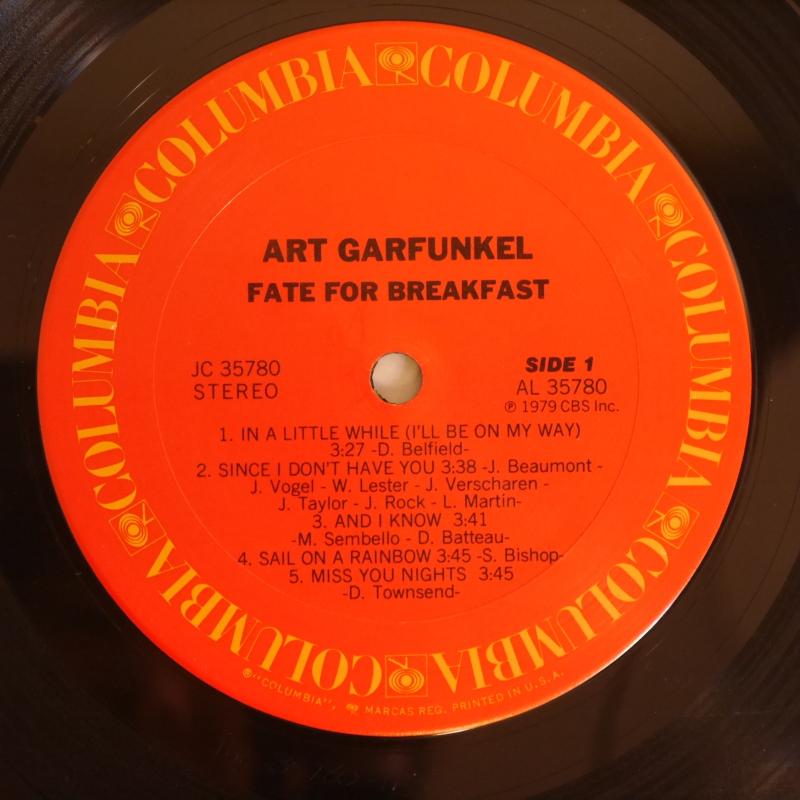 COLUMBIA COLUMBIA COLUMBIA COLUMBIA COLUMBIA COLUMBIA COLUMBIA COLUMBIA
ART GARFUNKEL
FATE FOR BREAKFAST
JC 35780
STEREO
SIDE 1
AL 35780
℗ 1979 CBS Inc.
1. IN A LITTLE WHILE (I'LL BE ON MY WAY)
3:27 -D. Belfield-
2. SINCE I DON'T HAVE YOU 3:38 -J. Beaumont -
J. Vogel - W. Lester - J. Verscharen -
J. Taylor - J. Rock - L. Martin-
3. AND I KNOW 3:41
-M. Sembello - D. Batteau-
4. SAIL ON A RAINBOW 3:45 -S. Bishop-
5. MISS YOU NIGHTS 3:45
-D. Townsend-
® "COLUMBIA", MARCAS REG. PRINTED IN U.S.A.